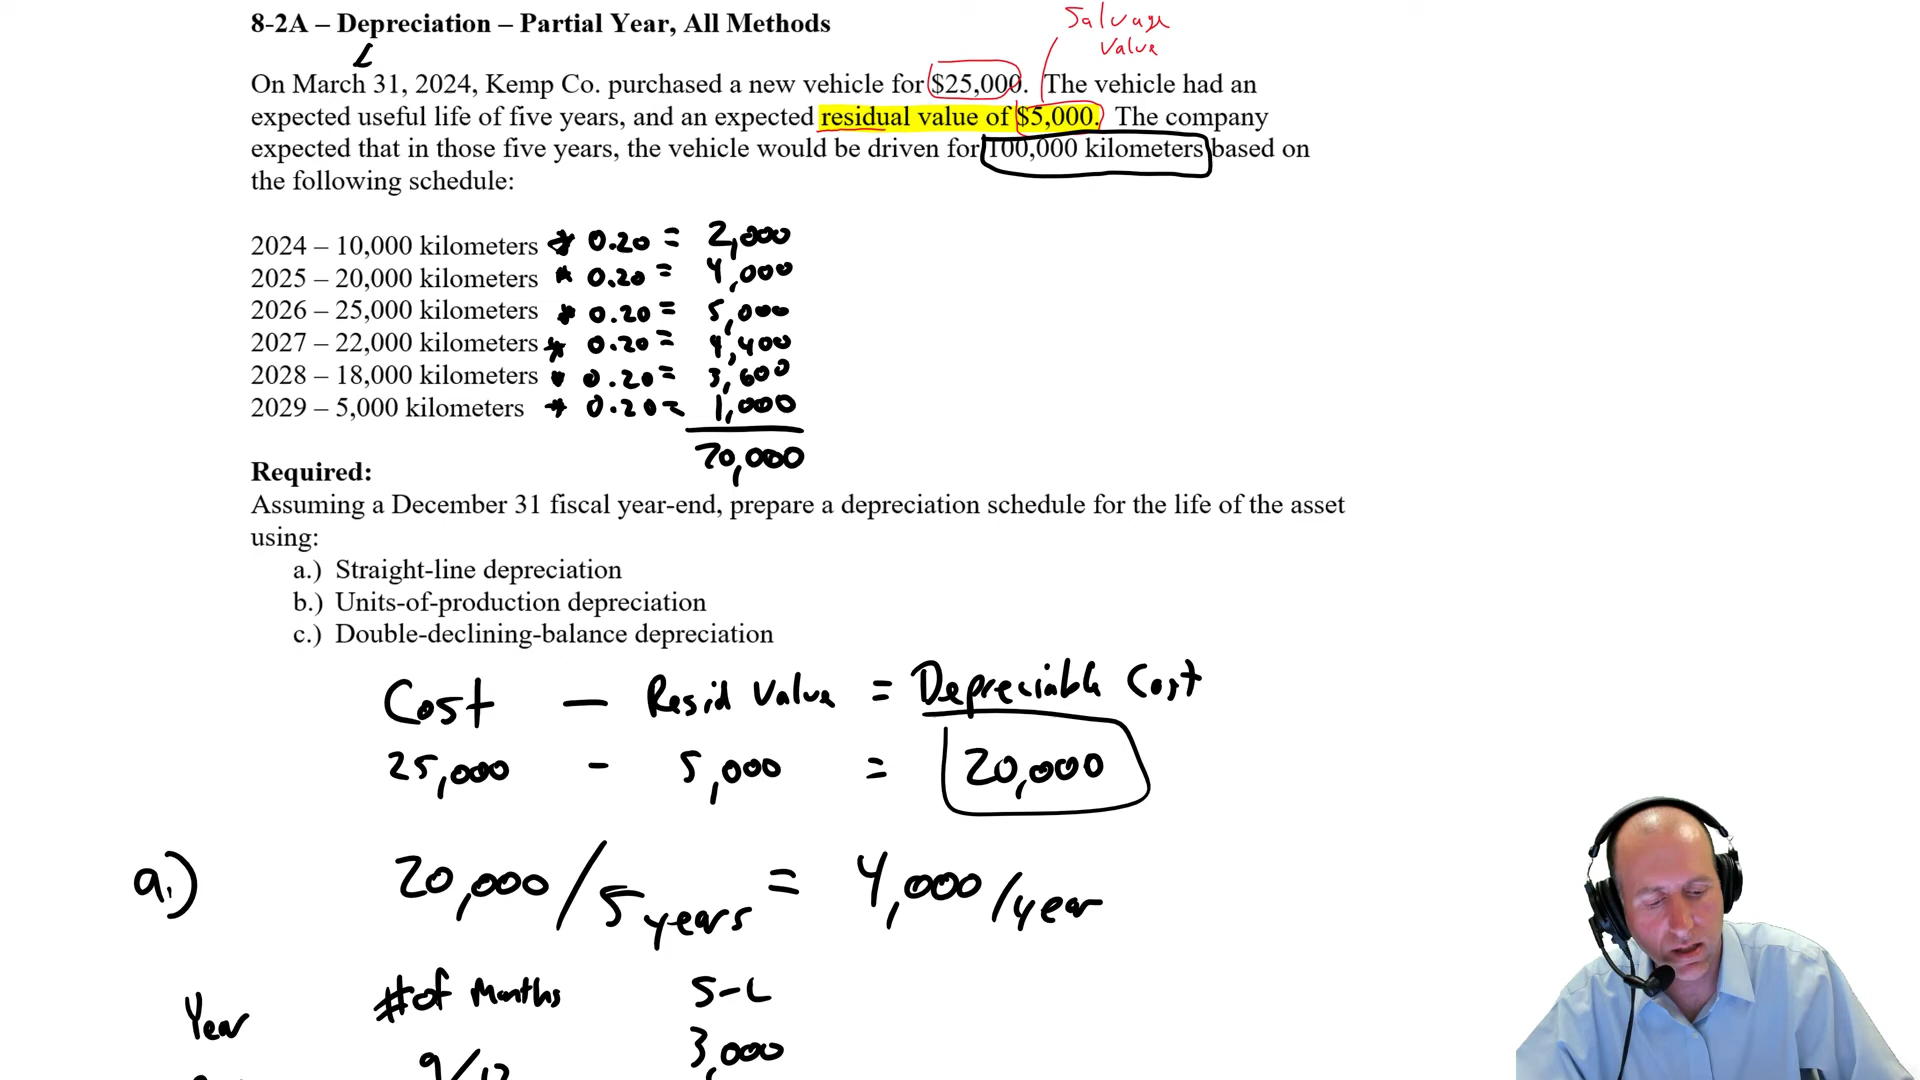 8-2A – Depreciation – Partial Year, All Methods
Salvage
Value
On March 31, 2024, Kemp Co. purchased a new vehicle for $25,000. The vehicle had an
expected useful life of five years, and an expected residual value of $5,000. The company
expected that in those five years, the vehicle would be driven for 100,000 kilometers based on
the following schedule:
2024 – 10,000 kilometers * 0.20 = 2,000
2025 – 20,000 kilometers * 0.20 = 4,000
2026 – 25,000 kilometers * 0.20 = 5,000
2027 – 22,000 kilometers * 0.20 = 4,400
2028 – 18,000 kilometers * 0.20 = 3,600
2029 – 5,000 kilometers * 0.20 = 1,000
20,000
Required:
Assuming a December 31 fiscal year-end, prepare a depreciation schedule for the life of the asset
using:
a.) Straight-line depreciation
b.) Units-of-production depreciation
c.) Double-declining-balance depreciation
Cost – Resid Value = Depreciable Cost
25,000 - 5,000 = 20,000
a.) 20,000 / 5 years = 4,000 / year
Year # of Months S-L
9/12 3,000